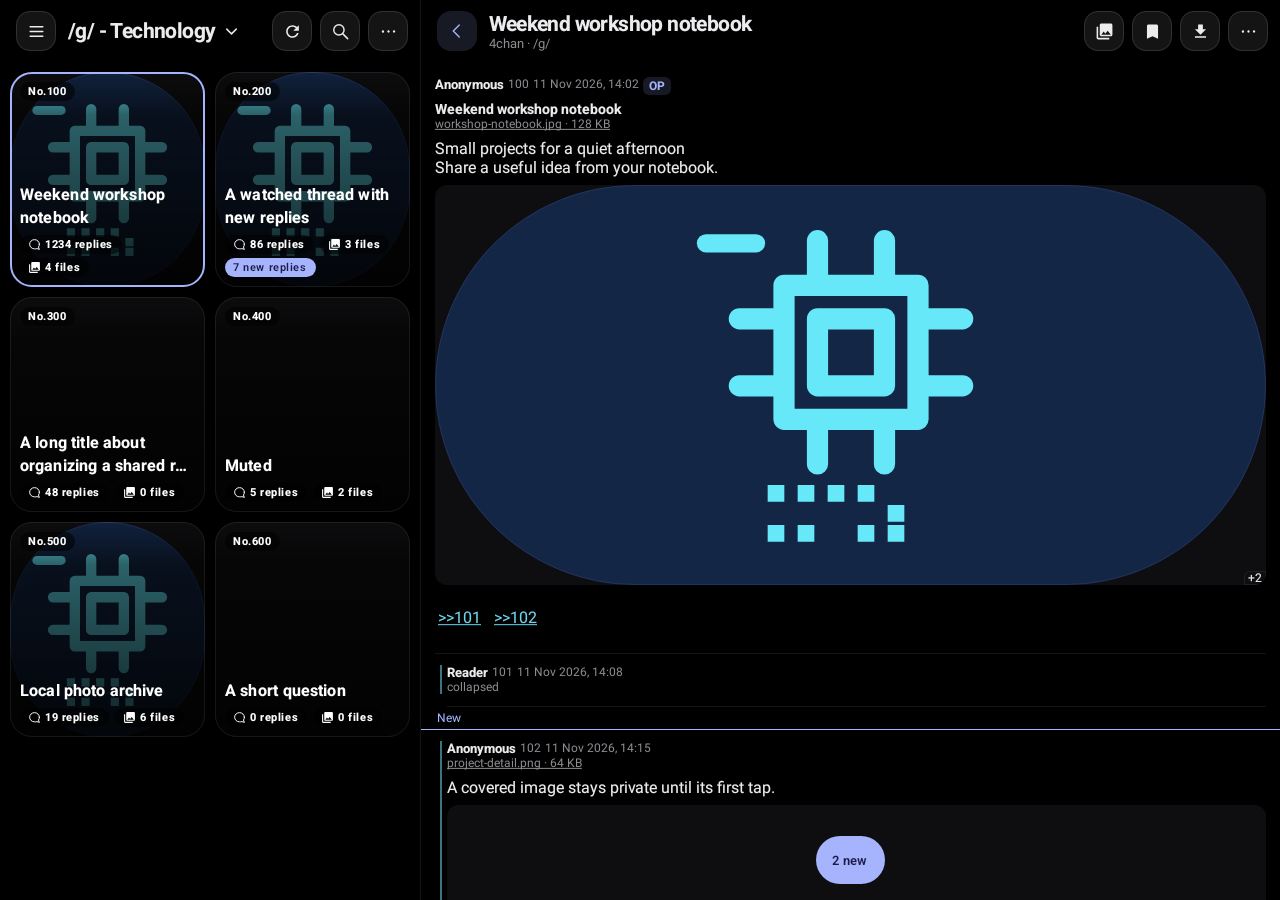 /g/ - Technology
No.100
Weekend workshop
notebook
1234 replies
4 files
No.200
A watched thread with
new replies
86 replies
3 files
7 new replies
No.300
A long title about
organizing a shared r…
48 replies
0 files
No.400
Muted
5 replies
2 files
No.500
Local photo archive
19 replies
6 files
No.600
A short question
0 replies
0 files
Weekend workshop notebook
4chan · /g/
Anonymous 100 11 Nov 2026, 14:02 OP
Weekend workshop notebook
workshop-notebook.jpg · 128 KB
Small projects for a quiet afternoon
Share a useful idea from your notebook.
+2
>>101 >>102
Reader 101 11 Nov 2026, 14:08
collapsed
New
Anonymous 102 11 Nov 2026, 14:15
project-detail.png · 64 KB
A covered image stays private until its first tap.
2 new